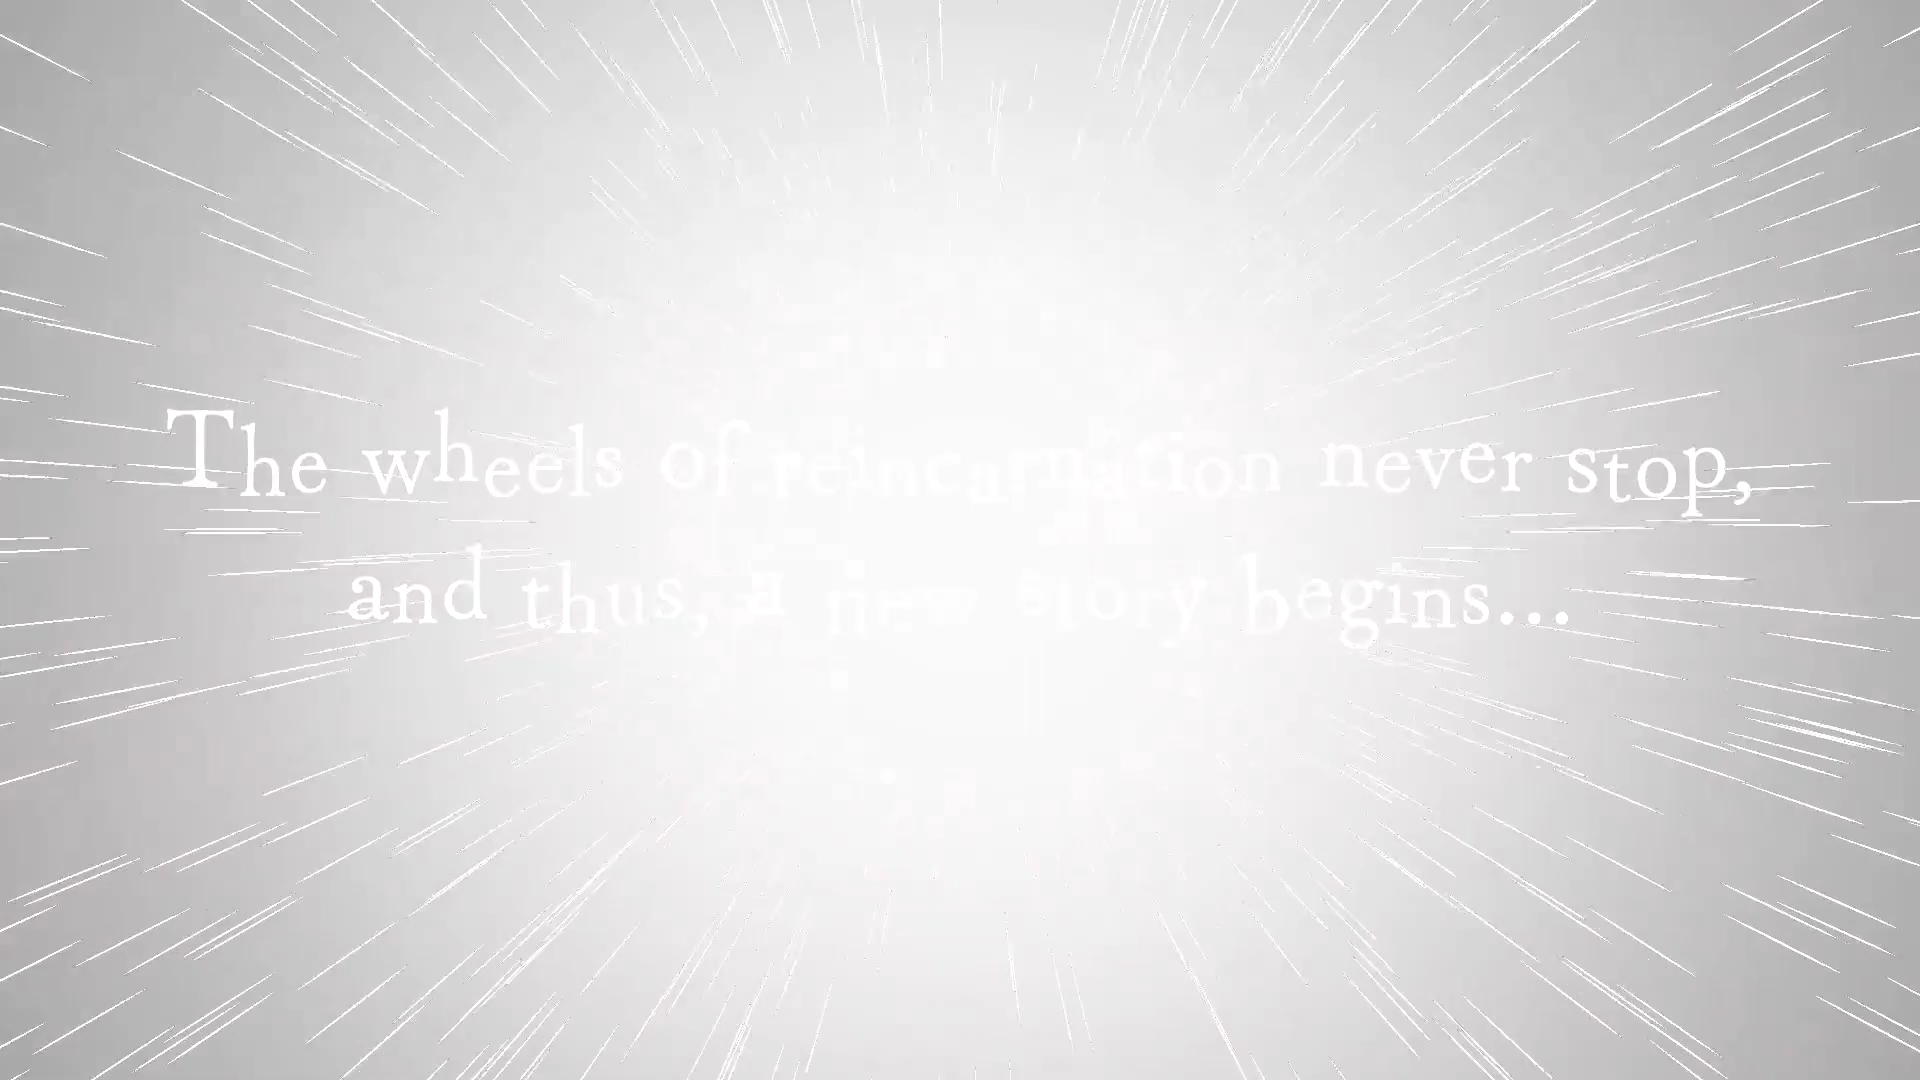 The wheels of reincarnation never stop,
and thus, a new story begins...